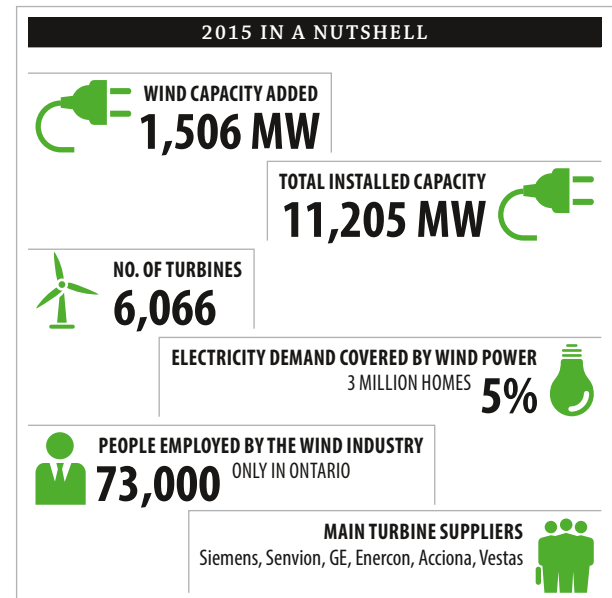 2015 IN A NUTSHELL
WIND CAPACITY ADDED
1,506 MW
TOTAL INSTALLED CAPACITY
11,205 MW
NO. OF TURBINES
6,066
ELECTRICITY DEMAND COVERED BY WIND POWER
3 MILLION HOMES 5%
PEOPLE EMPLOYED BY THE WIND INDUSTRY
73,000 ONLY IN ONTARIO
MAIN TURBINE SUPPLIERS
Siemens, Senvion, GE, Enercon, Acciona, Vestas